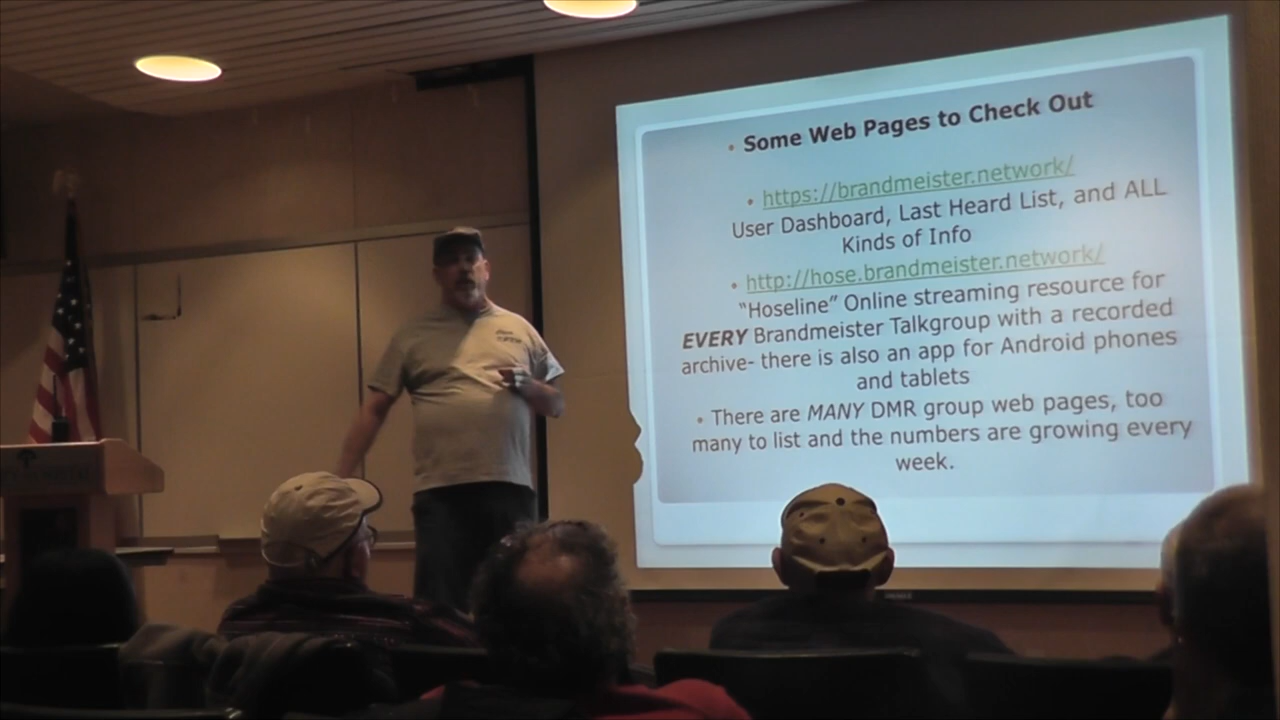 • Some Web Pages to Check Out
• https://brandmeister.network/
User Dashboard, Last Heard List, and ALL
Kinds of Info
• http://hose.brandmeister.network/
“Hoseline” Online streaming resource for
EVERY Brandmeister Talkgroup with a recorded
archive- there is also an app for Android phones
and tablets
• There are MANY DMR group web pages, too
many to list and the numbers are growing every
week.